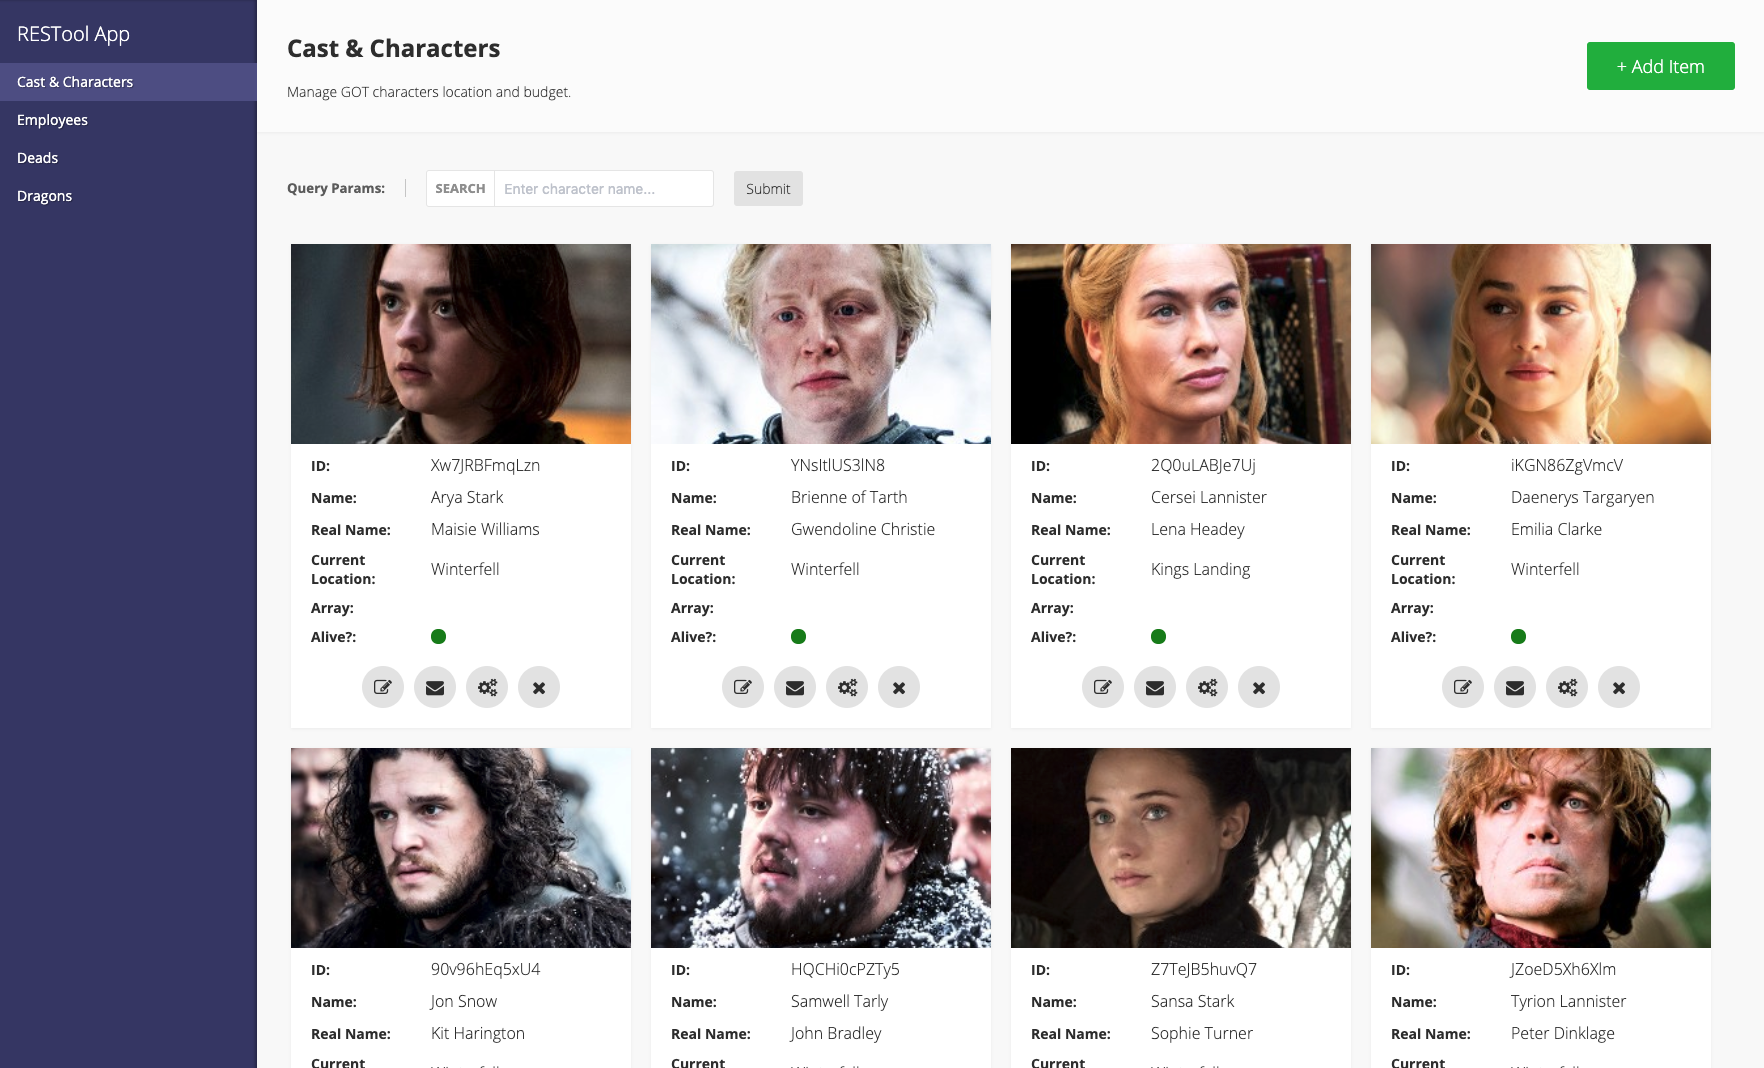 RESTool App
Cast & Characters
Employees
Deads
Dragons
Cast & Characters
Manage GOT characters location and budget.
+ Add Item
Query Params:
SEARCH
Enter character name...
Submit
ID: Xw7JRBFmqLzn
Name: Arya Stark
Real Name: Maisie Williams
Current
Location: Winterfell
Array:
Alive?:
ID: YNsItlUS3lN8
Name: Brienne of Tarth
Real Name: Gwendoline Christie
Current
Location: Winterfell
Array:
Alive?:
ID: 2Q0uLABJe7Uj
Name: Cersei Lannister
Real Name: Lena Headey
Current
Location: Kings Landing
Array:
Alive?:
ID: iKGN86ZgVmcV
Name: Daenerys Targaryen
Real Name: Emilia Clarke
Current
Location: Winterfell
Array:
Alive?:
ID: 90v96hEq5xU4
Name: Jon Snow
Real Name: Kit Harington
Current
ID: HQCHi0cPZTy5
Name: Samwell Tarly
Real Name: John Bradley
Current
ID: Z7TeJB5huvQ7
Name: Sansa Stark
Real Name: Sophie Turner
Current
ID: JZoeD5Xh6Xlm
Name: Tyrion Lannister
Real Name: Peter Dinklage
Current